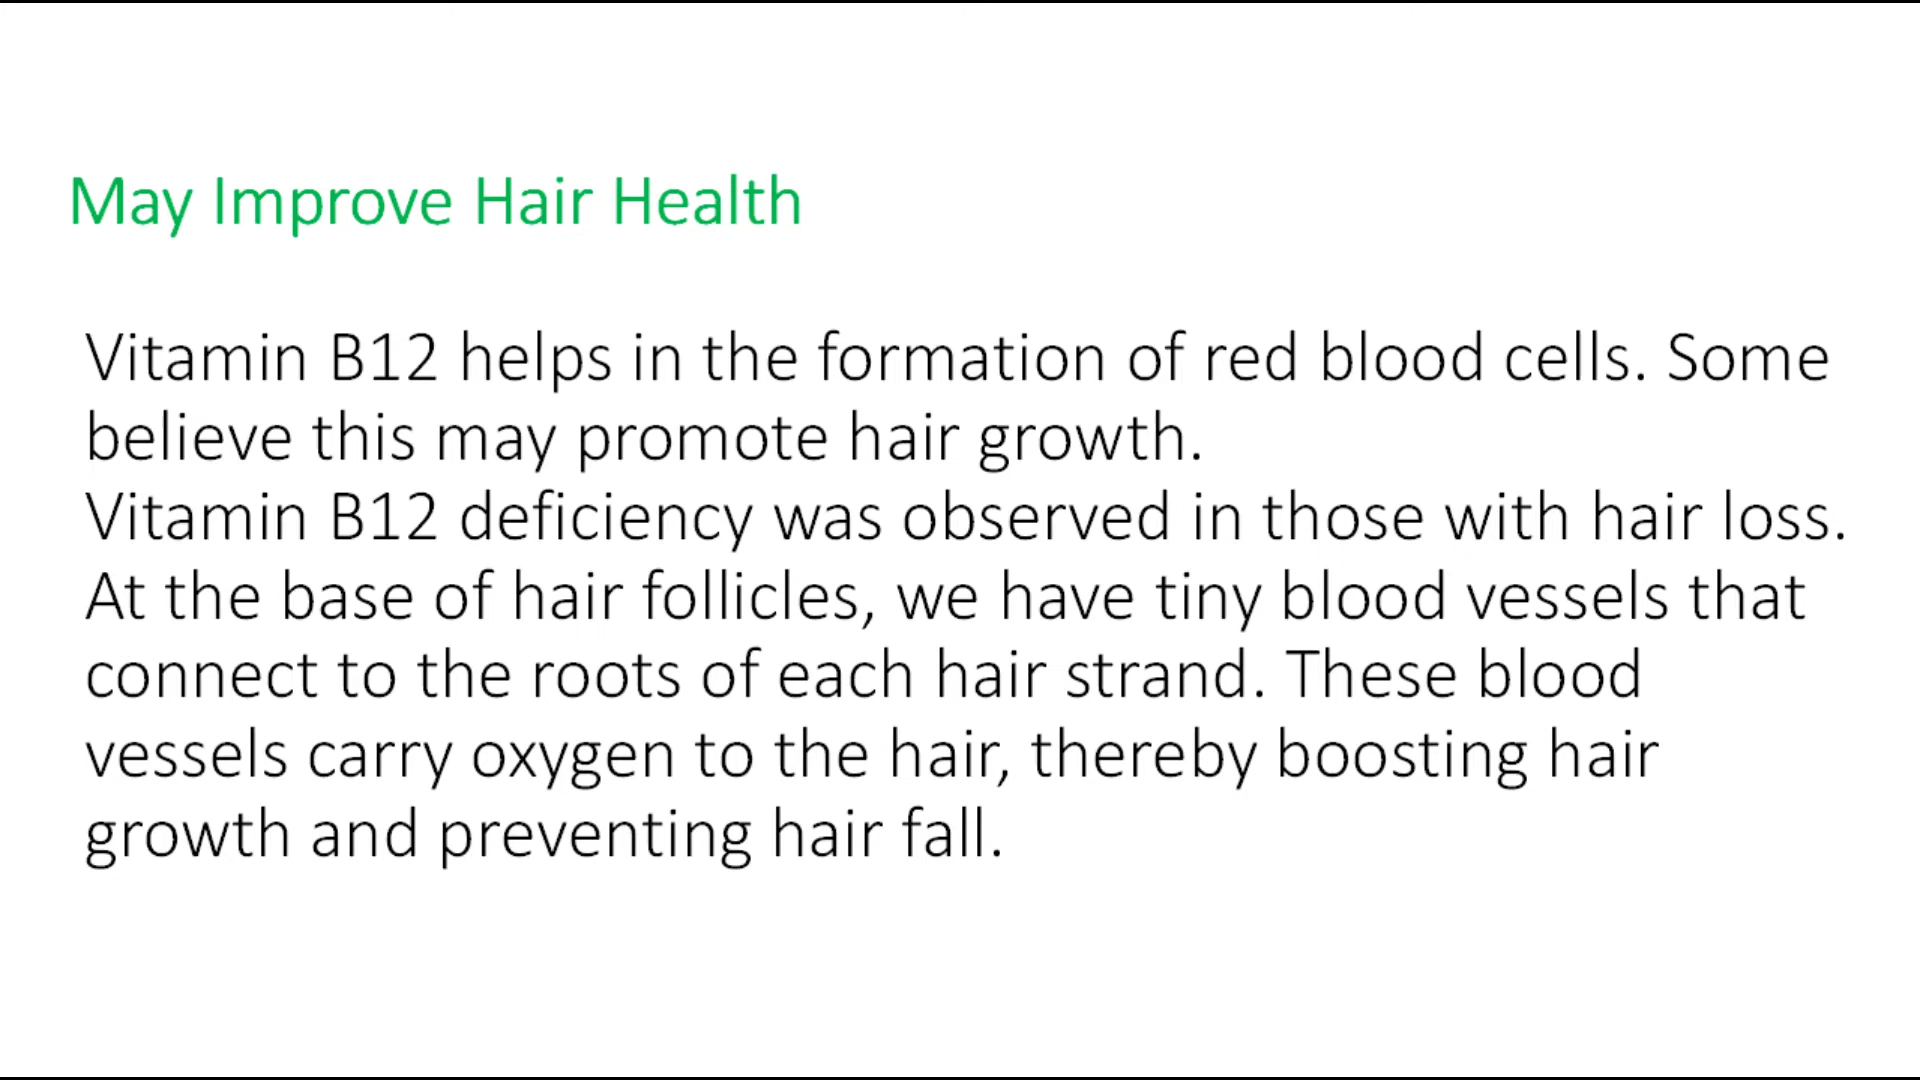 May Improve Hair Health
Vitamin B12 helps in the formation of red blood cells. Some
believe this may promote hair growth.
Vitamin B12 deficiency was observed in those with hair loss.
At the base of hair follicles, we have tiny blood vessels that
connect to the roots of each hair strand. These blood
vessels carry oxygen to the hair, thereby boosting hair
growth and preventing hair fall.